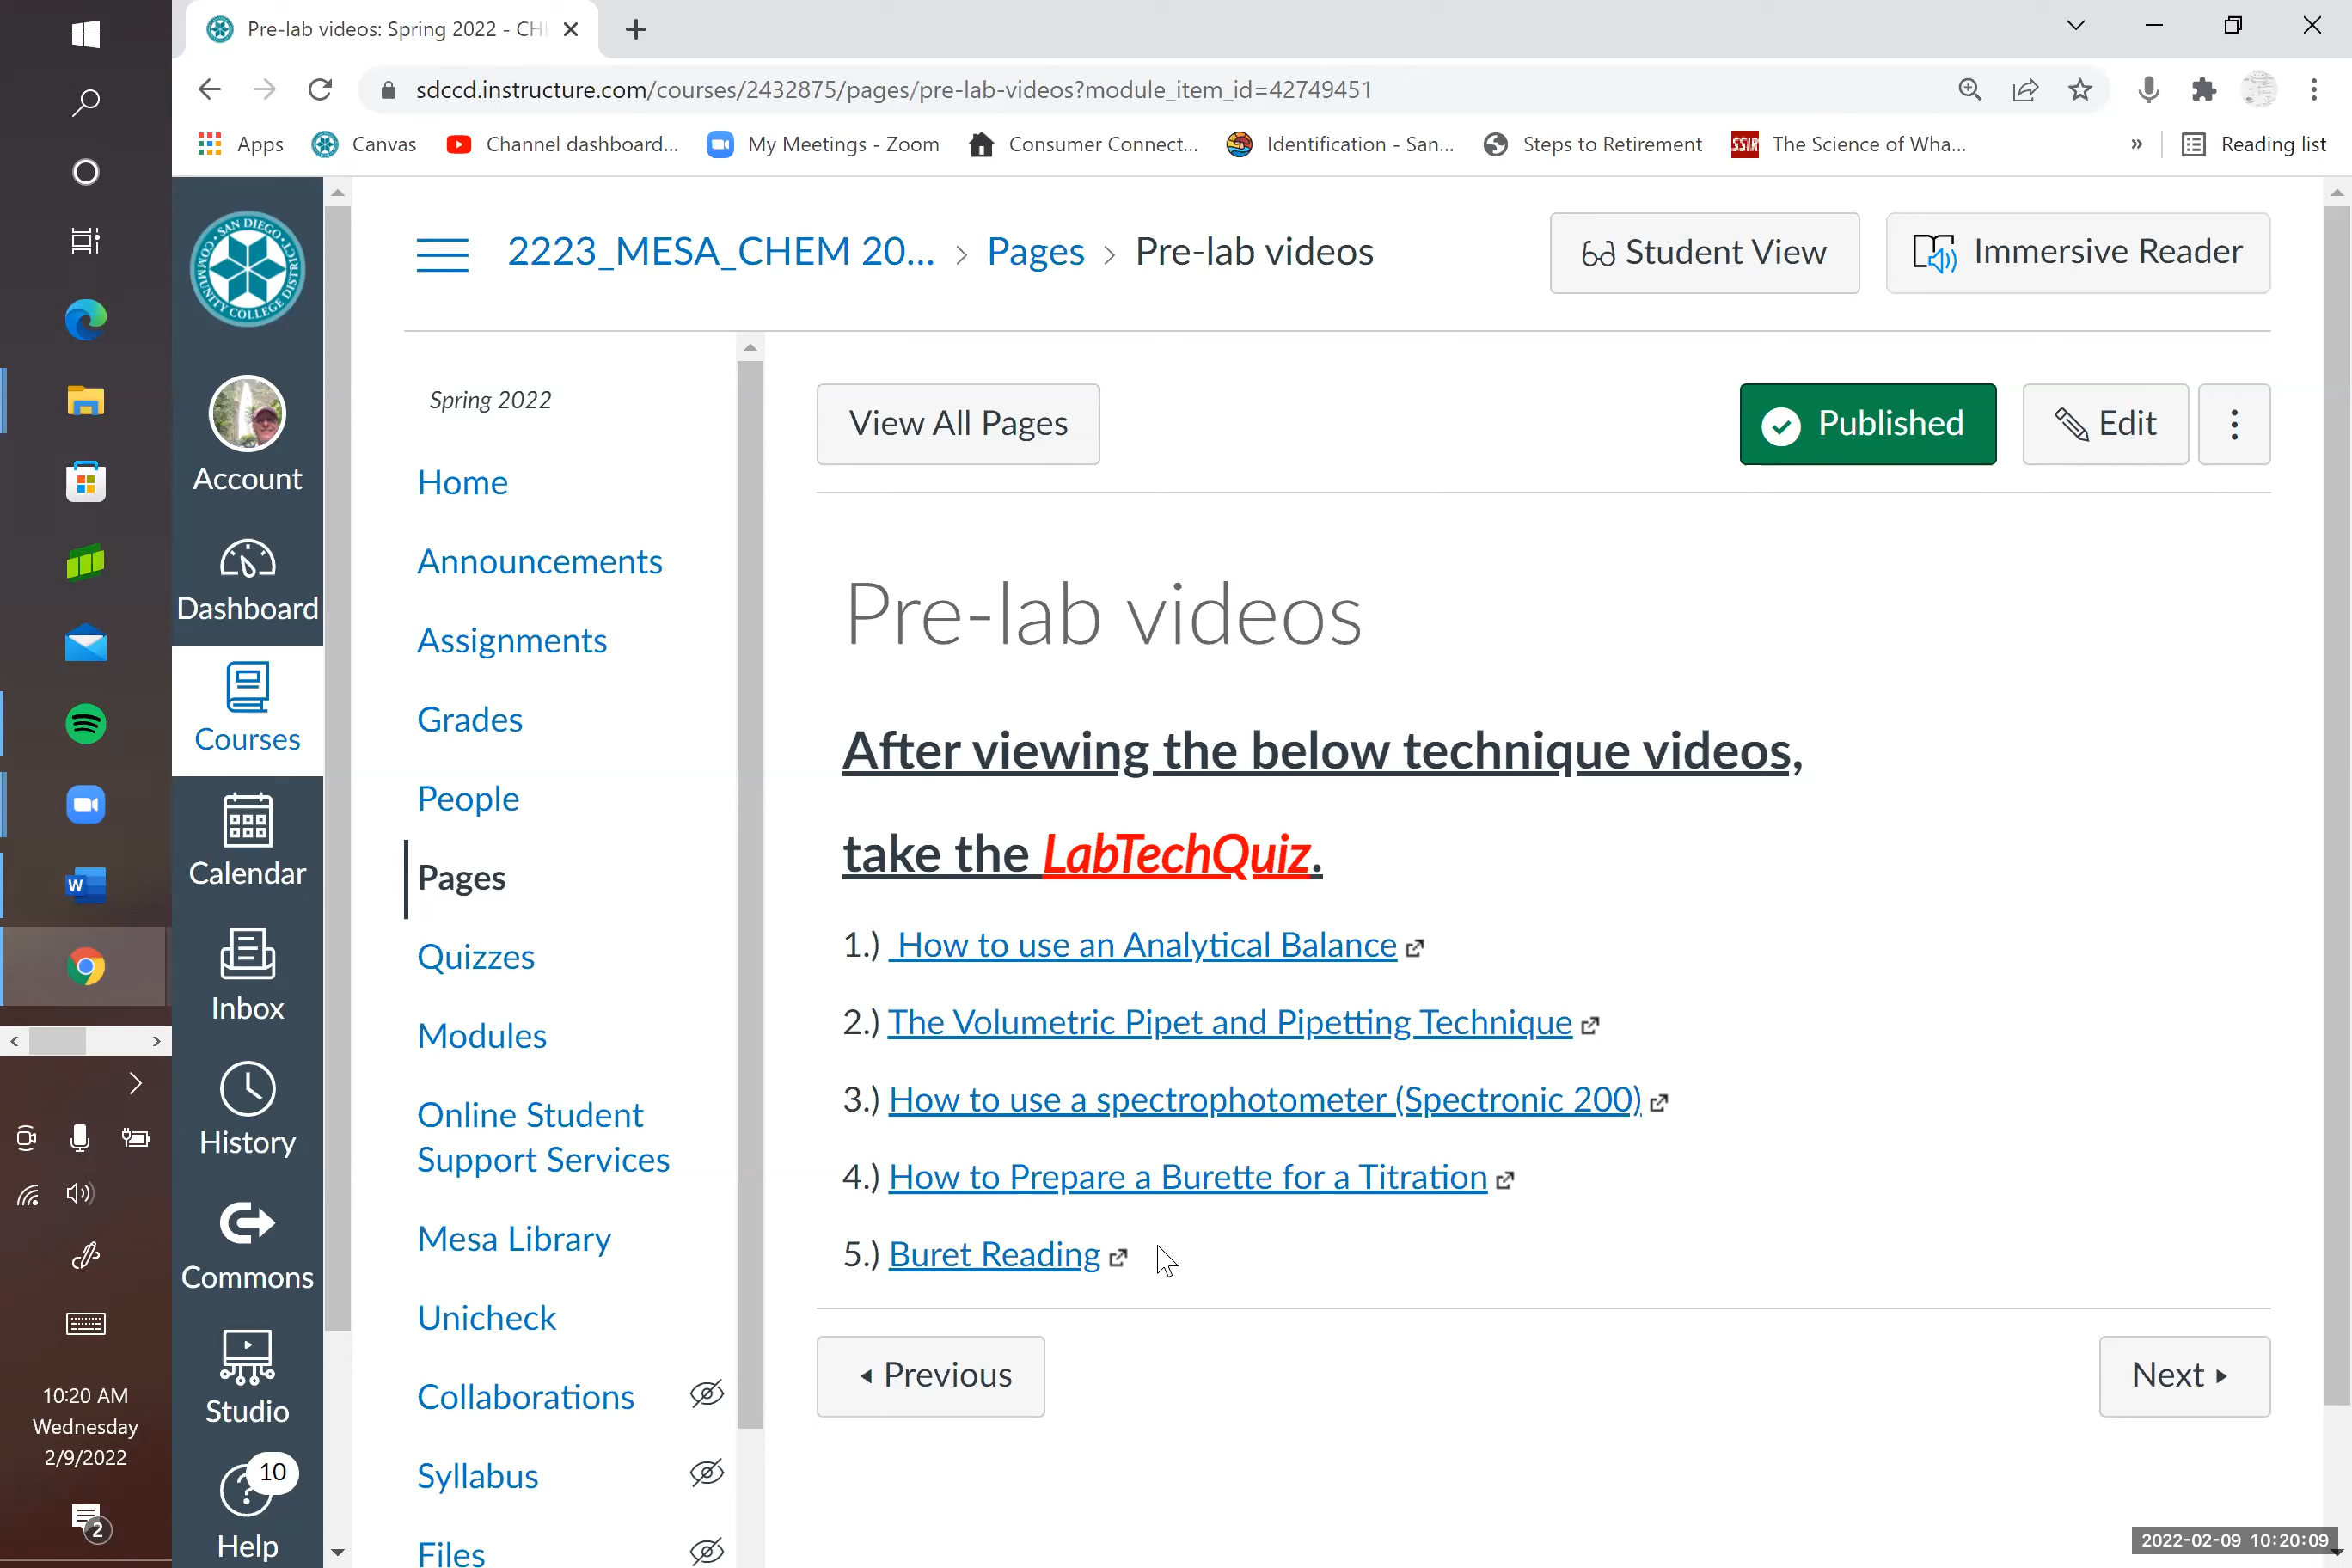 Pre-lab videos: Spring 2022 - CH
sdccd.instructure.com/courses/2432875/pages/pre-lab-videos?module_item_id=42749451
Apps Canvas Channel dashboard... My Meetings - Zoom Consumer Connect... Identification - San... Steps to Retirement SSIR The Science of Wha... » Reading list
SAN DIEGO COMMUNITY COLLEGE DISTRICT
Account
Dashboard
Courses
Calendar
Inbox
History
Commons
Studio
10
Help
2223_MESA_CHEM 20... > Pages > Pre-lab videos
Student View
Immersive Reader
Spring 2022
Home
Announcements
Assignments
Grades
People
Pages
Quizzes
Modules
Online Student
Support Services
Mesa Library
Unicheck
Collaborations
Syllabus
Files
View All Pages
Published
Edit
Pre-lab videos
After viewing the below technique videos,
take the LabTechQuiz.
1.) How to use an Analytical Balance
2.) The Volumetric Pipet and Pipetting Technique
3.) How to use a spectrophotometer (Spectronic 200)
4.) How to Prepare a Burette for a Titration
5.) Buret Reading
Previous
Next
W
10:20 AM
Wednesday
2/9/2022
2
2022-02-09 10:20:09